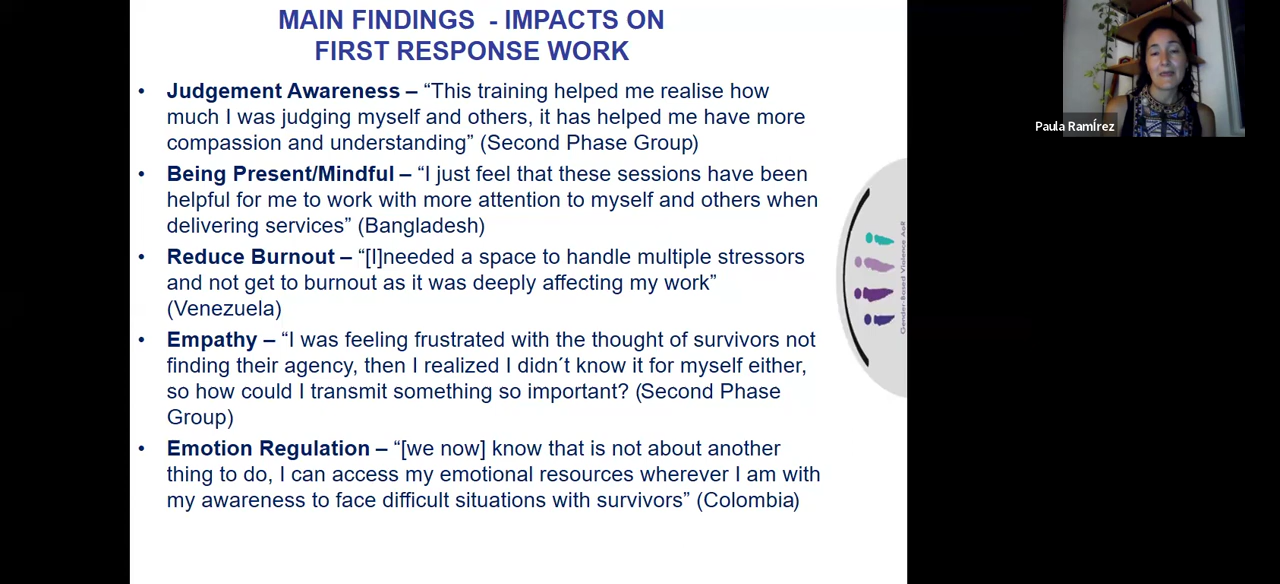 MAIN FINDINGS - IMPACTS ON
FIRST RESPONSE WORK
• Judgement Awareness – “This training helped me realise how
much I was judging myself and others, it has helped me have more
compassion and understanding” (Second Phase Group)
• Being Present/Mindful – “I just feel that these sessions have been
helpful for me to work with more attention to myself and others when
delivering services” (Bangladesh)
• Reduce Burnout – “[I]needed a space to handle multiple stressors
and not get to burnout as it was deeply affecting my work”
(Venezuela)
• Empathy – “I was feeling frustrated with the thought of survivors not
finding their agency, then I realized I didn´t know it for myself either,
so how could I transmit something so important? (Second Phase
Group)
• Emotion Regulation – “[we now] know that is not about another
thing to do, I can access my emotional resources wherever I am with
my awareness to face difficult situations with survivors” (Colombia)
Gender-Based Violence AoR
Paula RamÍrez